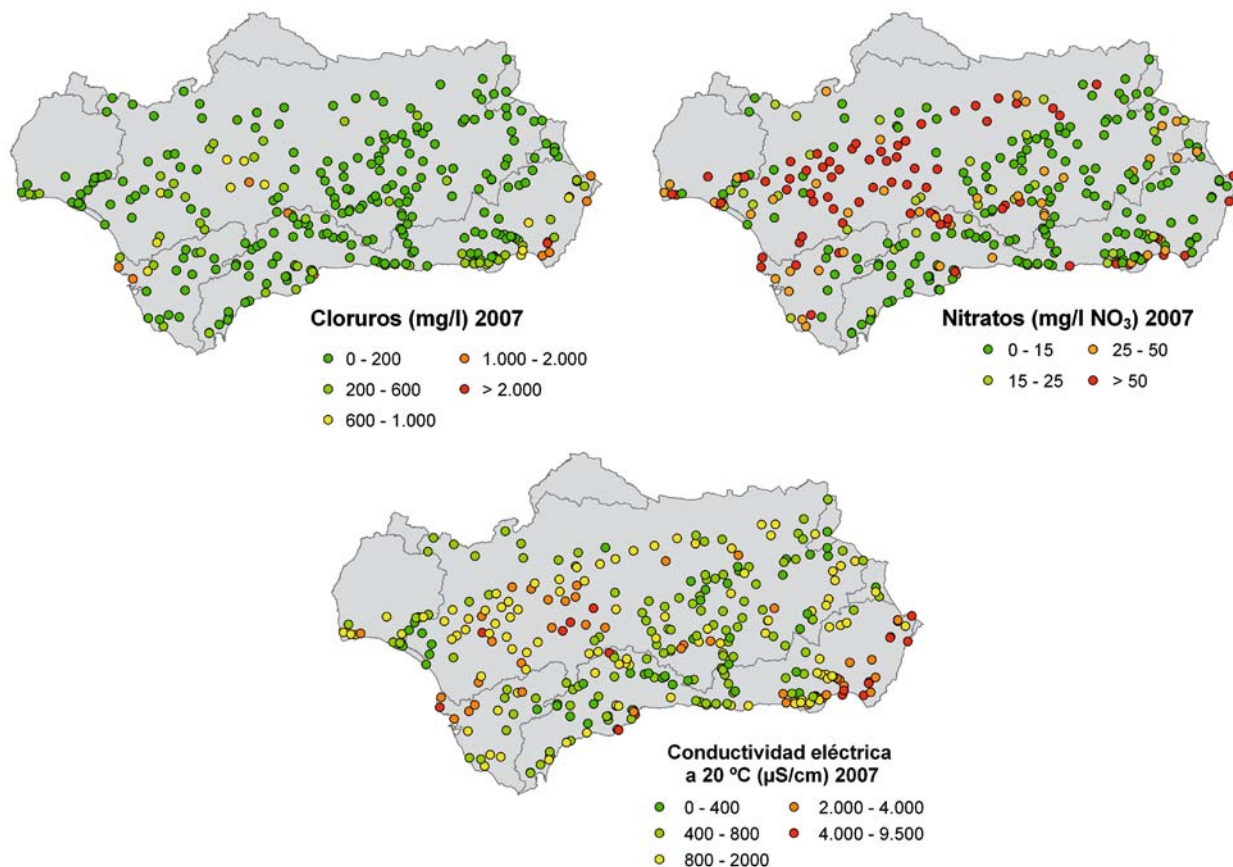 Cloruros (mg/l) 2007
0 - 200
200 - 600
600 - 1.000
1.000 - 2.000
> 2.000
Nitratos (mg/l NO₃) 2007
0 - 15
15 - 25
25 - 50
> 50
Conductividad eléctrica
a 20 ºC (µS/cm) 2007
0 - 400
400 - 800
800 - 2000
2.000 - 4.000
4.000 - 9.500